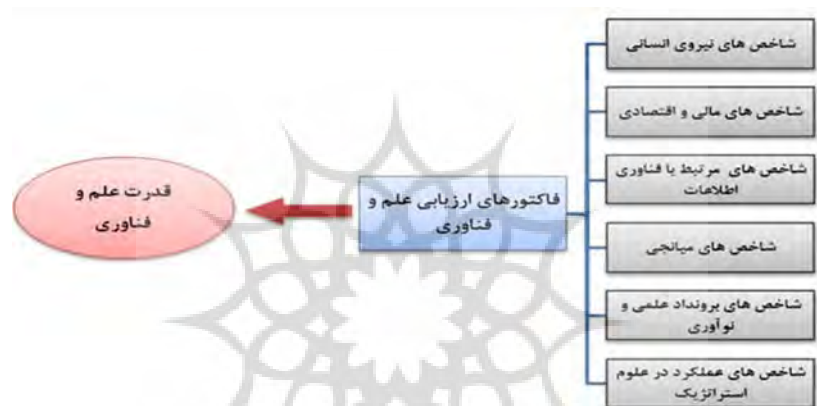 شاخص های نیروی انسانی
شاخص های مالی و اقتصادی
شاخص های مرتبط با فناوری
اطلاعات
فاکتورهای ارزیابی علم و
فناوری
قدرت علم و
فناوری
شاخص های میانجی
شاخص های برونداد علمی و
نوآوری
شاخص های عملکرد در علوم
استراتژیک